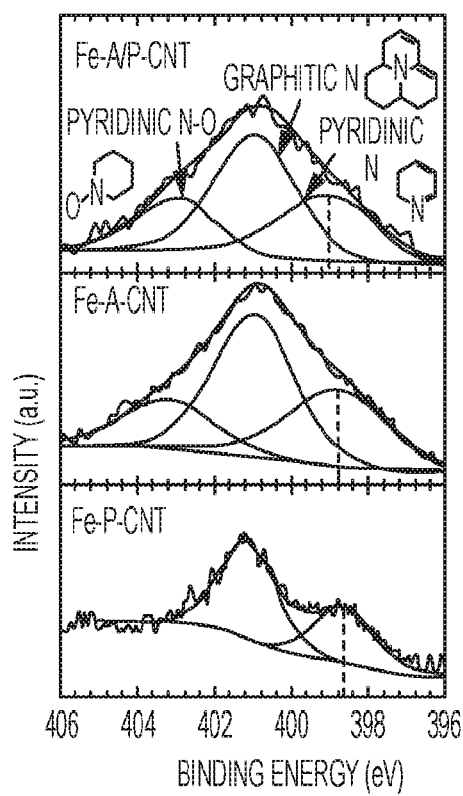 Fe-A/P-CNT
GRAPHITIC N
PYRIDINIC N-O
PYRIDINIC
N
N
N
O
N
Fe-A-CNT
Fe-P-CNT
INTENSITY (a.u.)
406 404 402 400 398 396
BINDING ENERGY (eV)